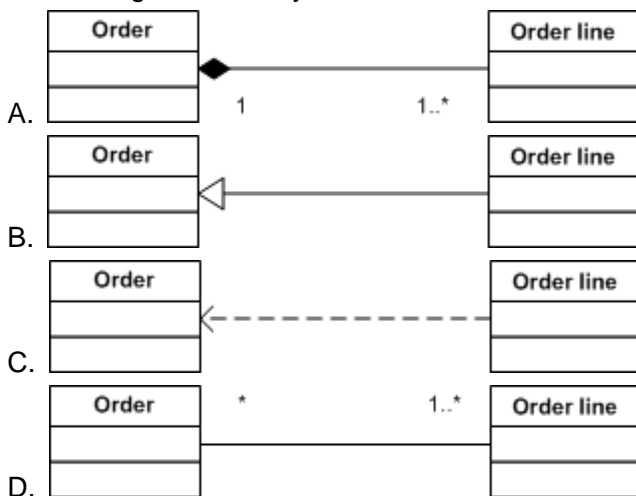 Order Order line
A. 1 1..*
Order Order line
B.
Order Order line
C.
Order * 1..* Order line
D.